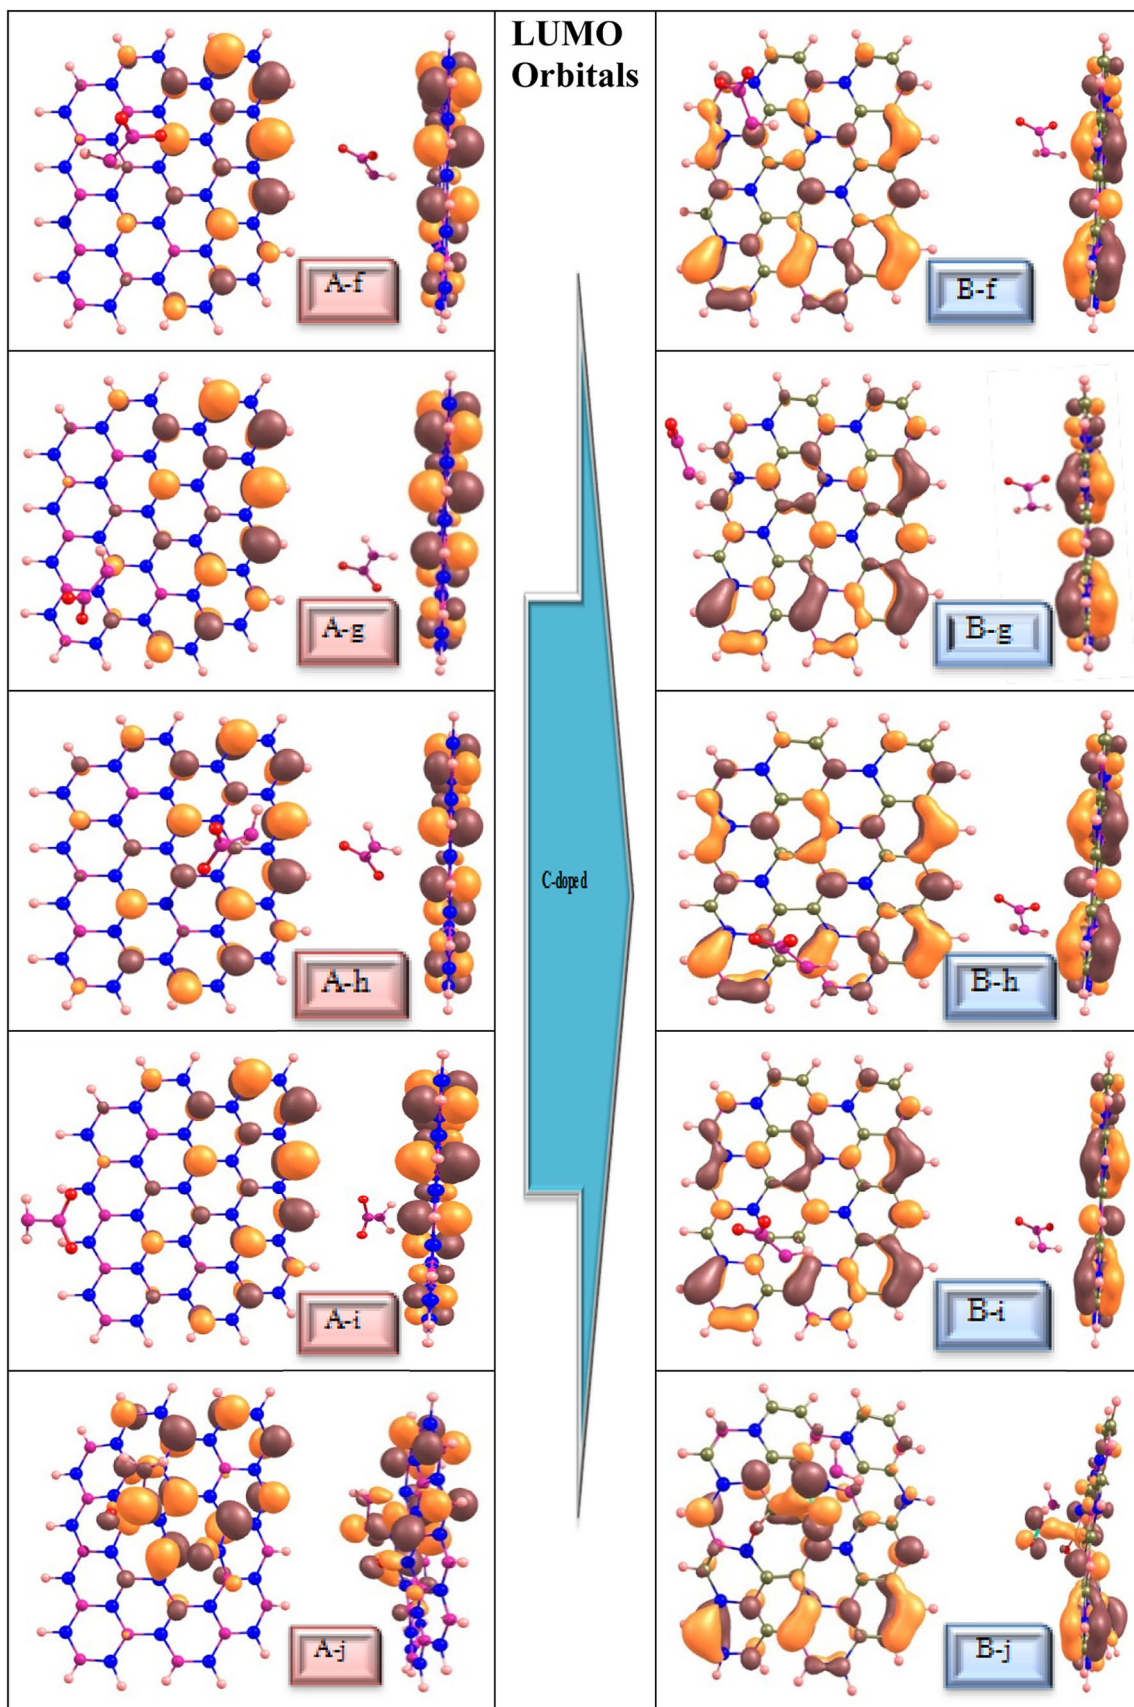 LUMO
Orbitals
A-f
B-f
A-g
B-g
A-h
C-doped
B-h
A-i
B-i
A-j
B-j